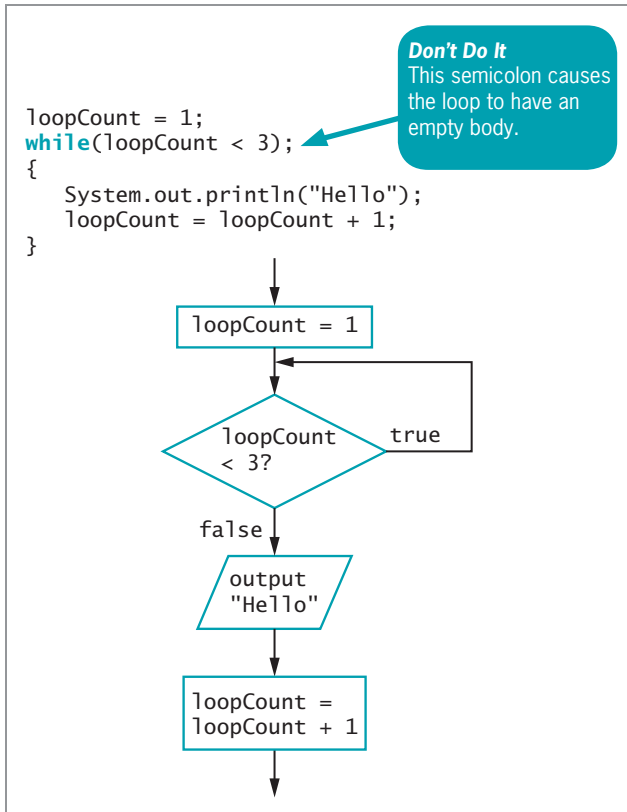 Don't Do It
This semicolon causes
the loop to have an
empty body.
loopCount = 1;
while(loopCount < 3);
{
   System.out.println("Hello");
   loopCount = loopCount + 1;
}
loopCount = 1
loopCount
< 3?
true
false
output
"Hello"
loopCount =
loopCount + 1